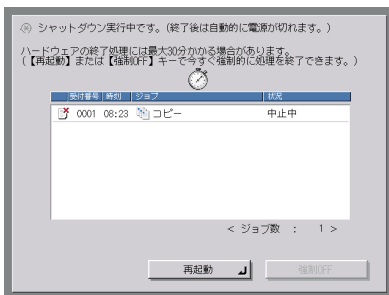 シャットダウン実行中です。(終了後は自動的に電源が切れます。)
ハードウェアの終了処理には最大30分かかる場合があります。
(【再起動】または【強制OFF】キーで今すぐ強制的に処理を終了できます。)
受付番号 時刻 ジョブ 状況
0001 08:23 コピー 中止中
< ジョブ数 : 1 >
再起動 強制OFF